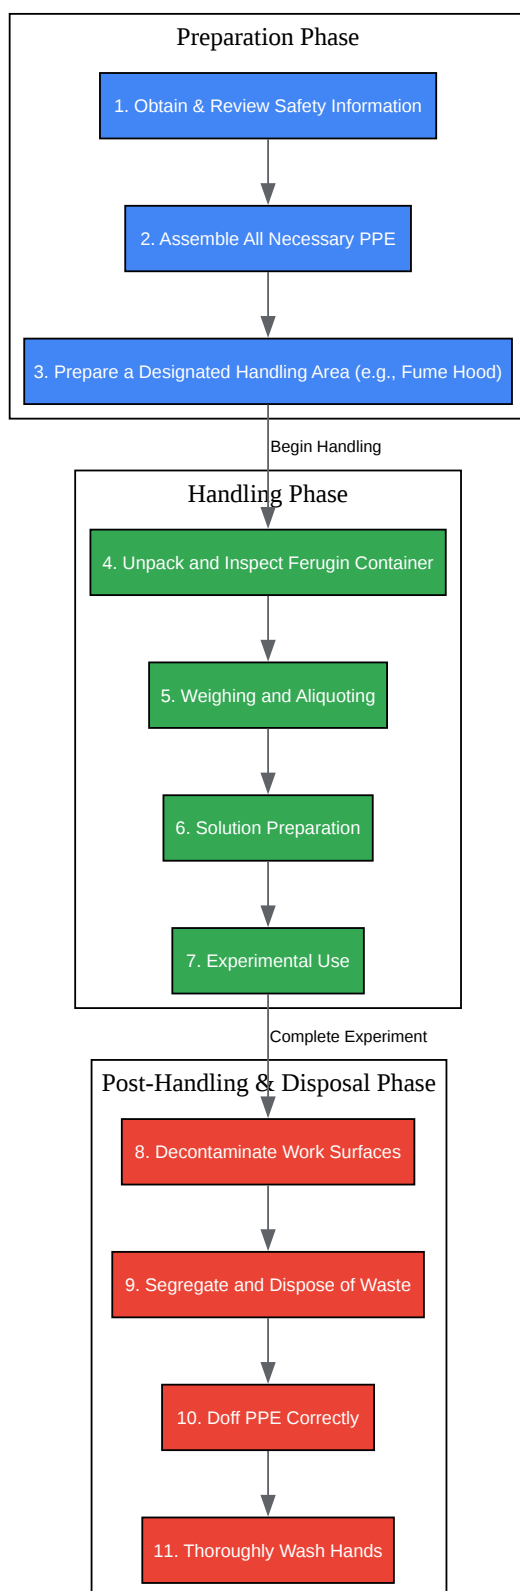 Preparation Phase
1. Obtain & Review Safety Information
2. Assemble All Necessary PPE
3. Prepare a Designated Handling Area (e.g., Fume Hood)
Begin Handling
Handling Phase
4. Unpack and Inspect Ferugin Container
5. Weighing and Aliquoting
6. Solution Preparation
7. Experimental Use
Complete Experiment
Post-Handling & Disposal Phase
8. Decontaminate Work Surfaces
9. Segregate and Dispose of Waste
10. Doff PPE Correctly
11. Thoroughly Wash Hands